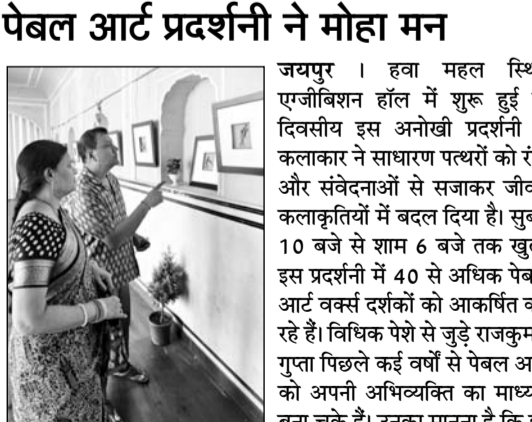 पेबल आर्ट प्रदर्शनी ने मोहा मन
जयपुर । हवा महल
एग्जीबिशन हॉल में शुरू हुई
दिवसीय इस अनोखी प्रदर्शनी
कलाकार ने साधारण पत्थरों को
और संवेदनाओं से सजाकर
कलाकृतियों में बदल दिया है।
10 बजे से शाम 6 बजे तक
इस प्रदर्शनी में 40 से अधिक
आर्ट वर्क्स दर्शकों को आकर्षित
रहे हैं। विधिक पेशे से जुड़े
गुप्ता पिछले कई वर्षों से पेबल
को अपनी अभिव्यक्ति का